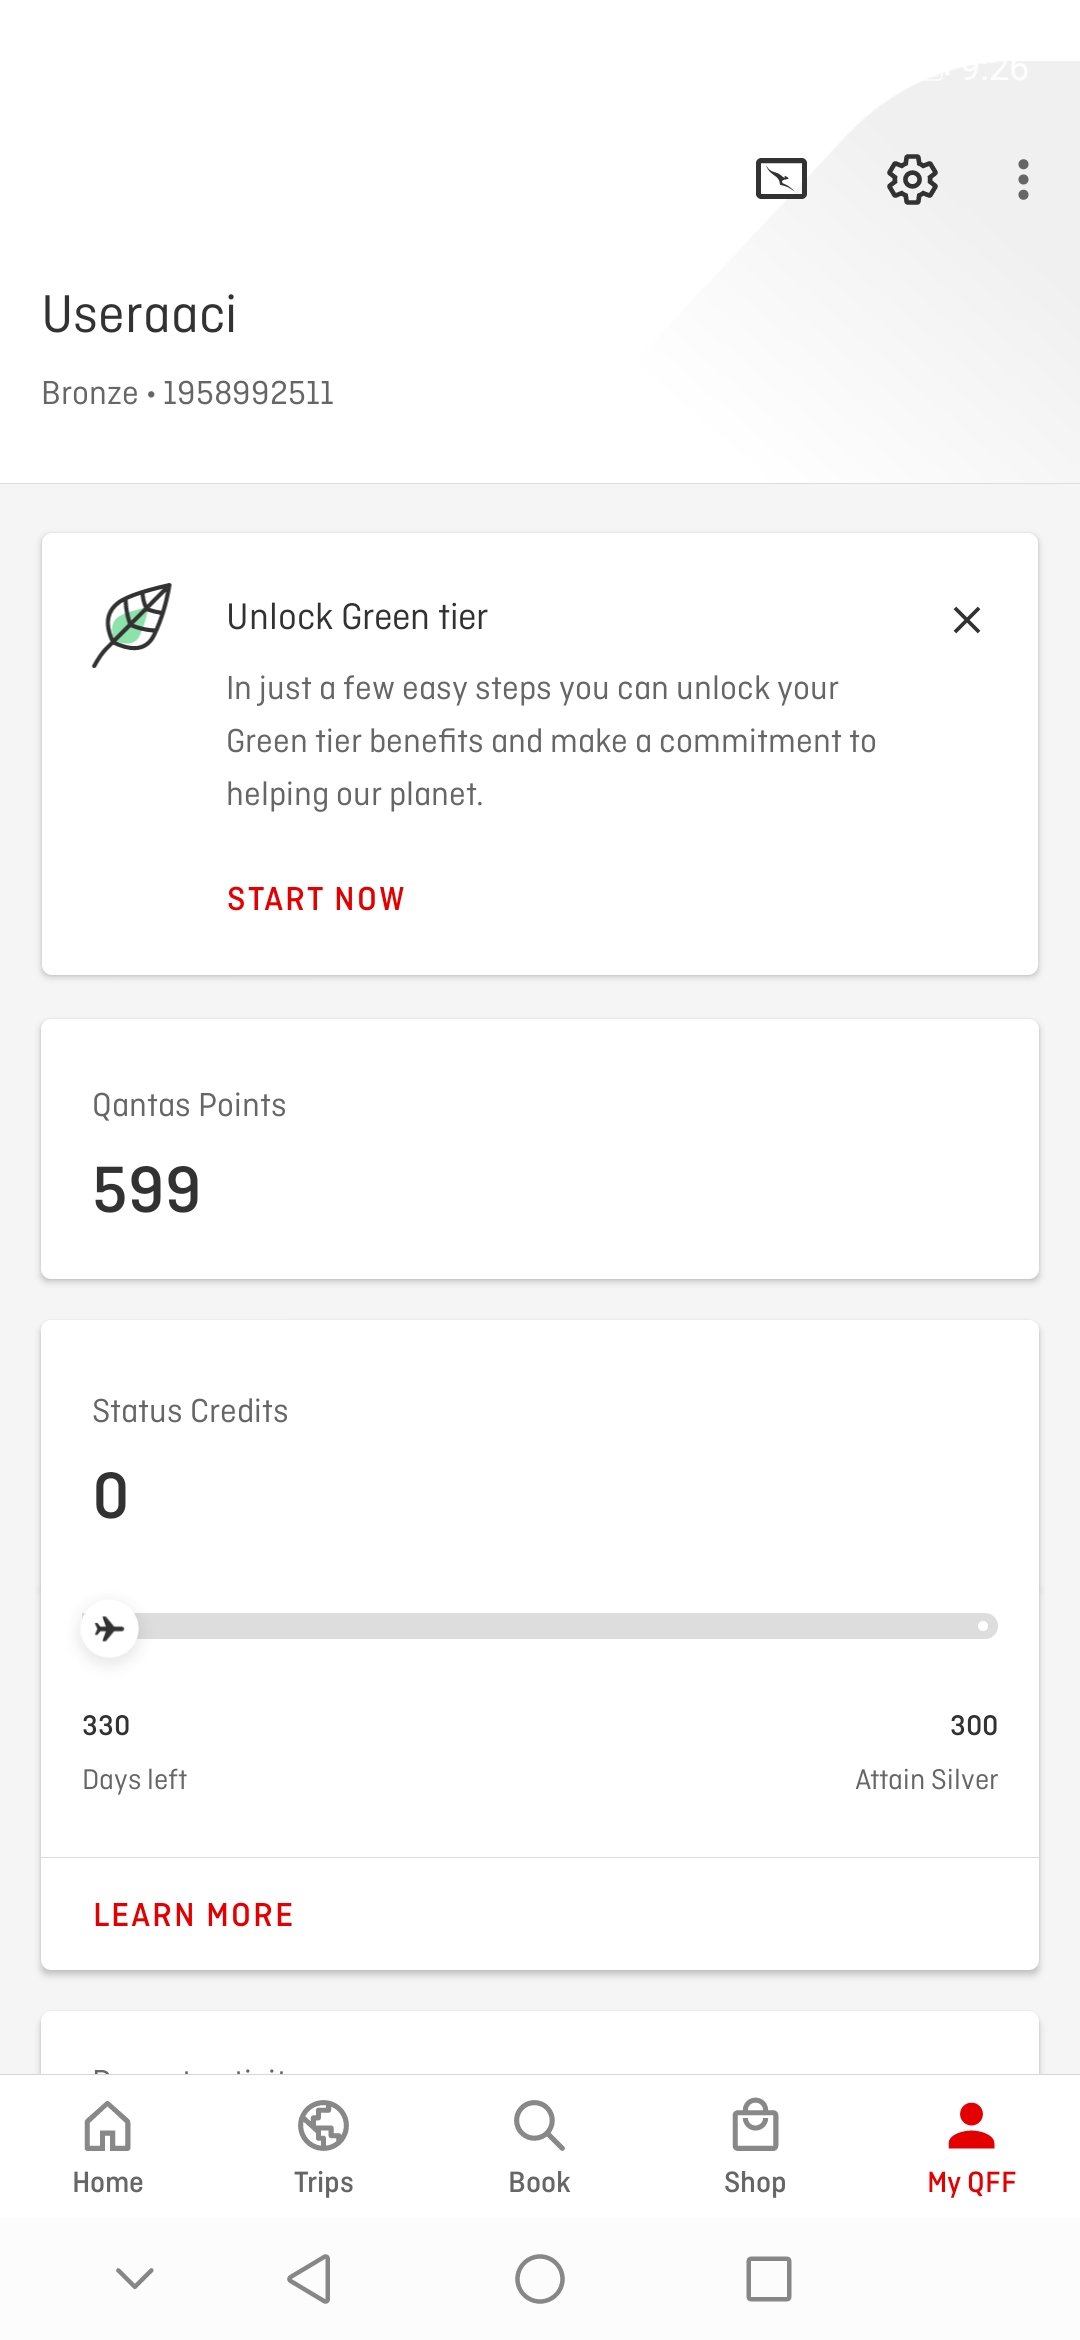 9:26
Useraaci
Bronze • 1958992511
Unlock Green tier
In just a few easy steps you can unlock your
Green tier benefits and make a commitment to
helping our planet.
START NOW
Qantas Points
599
Status Credits
0
330
300
Days left
Attain Silver
LEARN MORE
Home
Trips
Book
Shop
My QFF